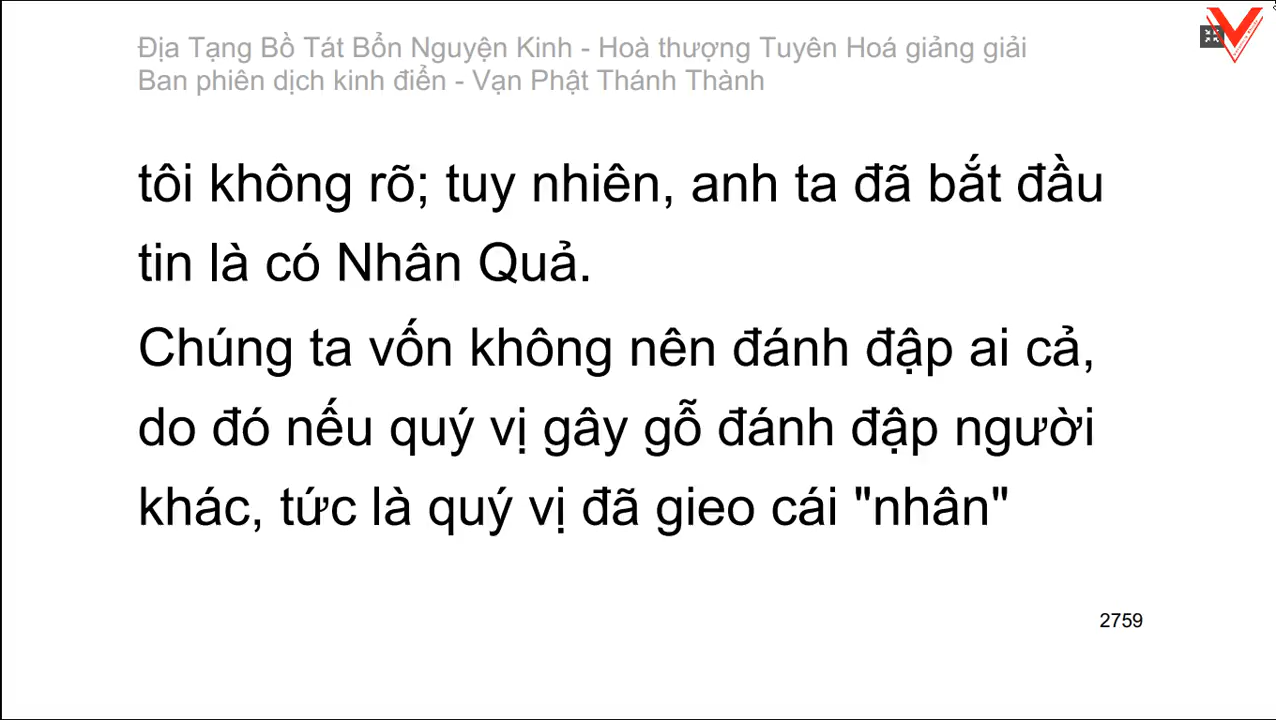 Địa Tạng Bồ Tát Bổn Nguyện Kinh - Hoà thượng Tuyên Hoá giảng giải
Ban phiên dịch kinh điển - Vạn Phật Thánh Thành
tôi không rõ; tuy nhiên, anh ta đã bắt đầu
tin là có Nhân Quả.
Chúng ta vốn không nên đánh đập ai cả,
do đó nếu quý vị gây gỗ đánh đập người
khác, tức là quý vị đã gieo cái "nhân"
2759